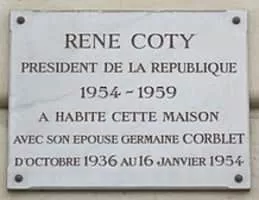 RENE COTY
PRESIDENT DE LA REPUBLIQUE
1954 - 1959
A HABITE CETTE MAISON
AVEC SON EPOUSE GERMAINE CORBLET
D'OCTOBRE 1936 AU 16 JANVIER 1954